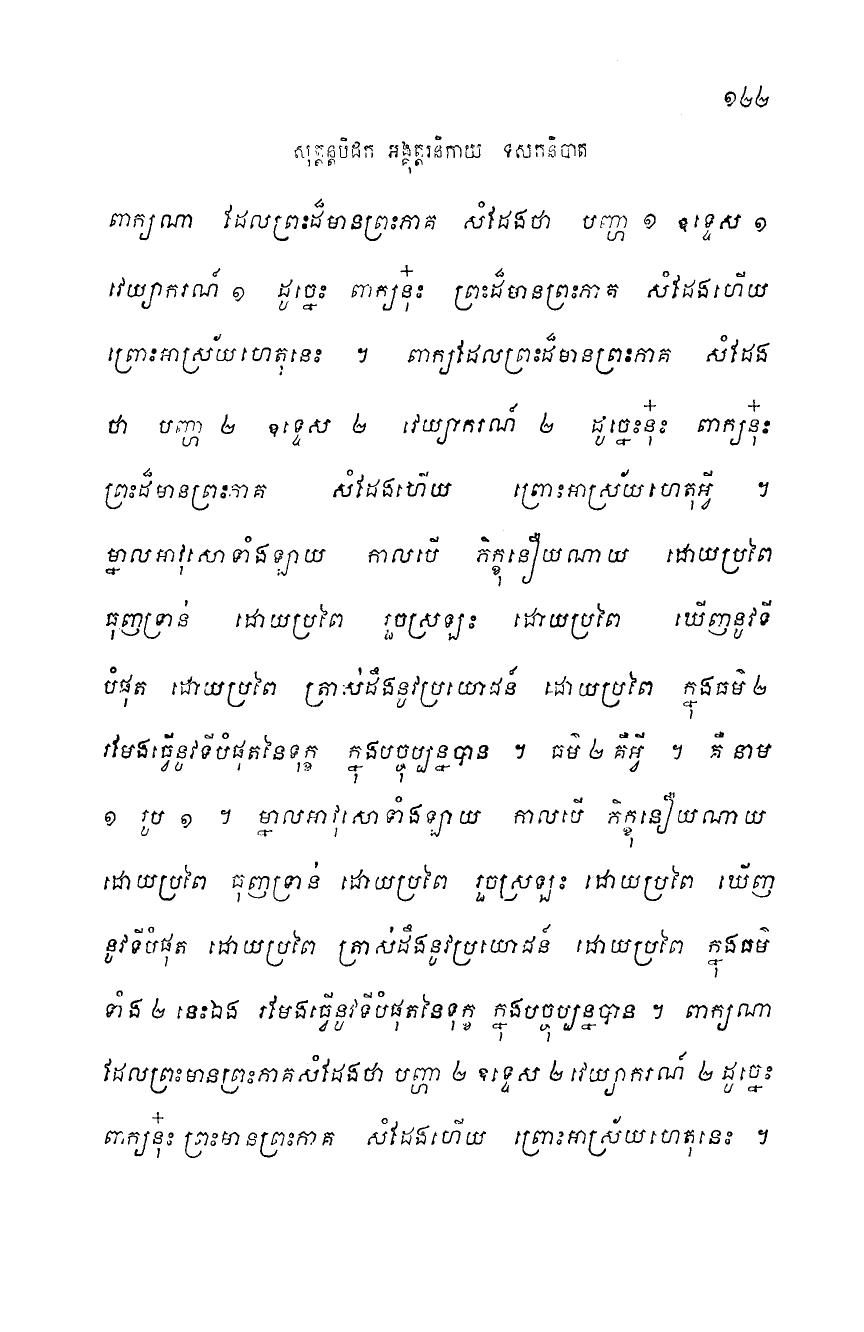 ១២២
សុត្តន្តបិដក អង្គុត្តរនិកាយ ទសកនិបាត
ពាក្យណា ដែលព្រះដ៏មានព្រះភាគ សំដែងថា បញ្ហា ១ ឧទ្ទេស ១
វេយ្យាករណ៍ ១ ដូច្នេះ ពាក្យនុ៎ះ ព្រះដ៏មានព្រះភាគ សំដែងហើយ
ព្រោះអាស្រ័យហេតុនេះ ។ ពាក្យដែលព្រះដ៏មានព្រះភាគ សំដែង
ថា បញ្ហា ២ ឧទ្ទេស ២ វេយ្យាករណ៍ ២ ដូច្នេះនុ៎ះ ពាក្យនុ៎ះ
ព្រះដ៏មានព្រះភាគ សំដែងហើយ ព្រោះអាស្រ័យហេតុអ្វី ។
ម្នាលអាវុសោទាំងឡាយ កាលបើ ភិក្ខុនឿយណាយ ដោយប្រពៃ
ធុញទ្រាន់ ដោយប្រពៃ រួចស្រឡះ ដោយប្រពៃ ឃើញនូវទី
បំផុត ដោយប្រពៃ ត្រាស់ដឹងនូវប្រយោជន៍ ដោយប្រពៃ ក្នុងធម៌ ២
រមែងធ្វើនូវទីបំផុតនៃទុក្ខ ក្នុងបច្ចុប្បន្នបាន ។ ធម៌ ២ គឺអ្វី ។ គឺ នាម
១ រូប ១ ។ ម្នាលអាវុសោទាំងឡាយ កាលបើ ភិក្ខុនឿយណាយ
ដោយប្រពៃ ធុញទ្រាន់ ដោយប្រពៃ រួចស្រឡះ ដោយប្រពៃ ឃើញ
នូវទីបំផុត ដោយប្រពៃ ត្រាស់ដឹងនូវប្រយោជន៍ ដោយប្រពៃ ក្នុងធម៌
ទាំង ២ នេះឯង រមែងធ្វើនូវទីបំផុតនៃទុក្ខ ក្នុងបច្ចុប្បន្នបាន ។ ពាក្យណា
ដែលព្រះមានព្រះភាគសំដែងថា បញ្ហា ២ ឧទ្ទេស ២ វេយ្យាករណ៍ ២ ដូច្នេះ
ពាក្យនុ៎ះ ព្រះមានព្រះភាគ សំដែងហើយ ព្រោះអាស្រ័យហេតុនេះ ។